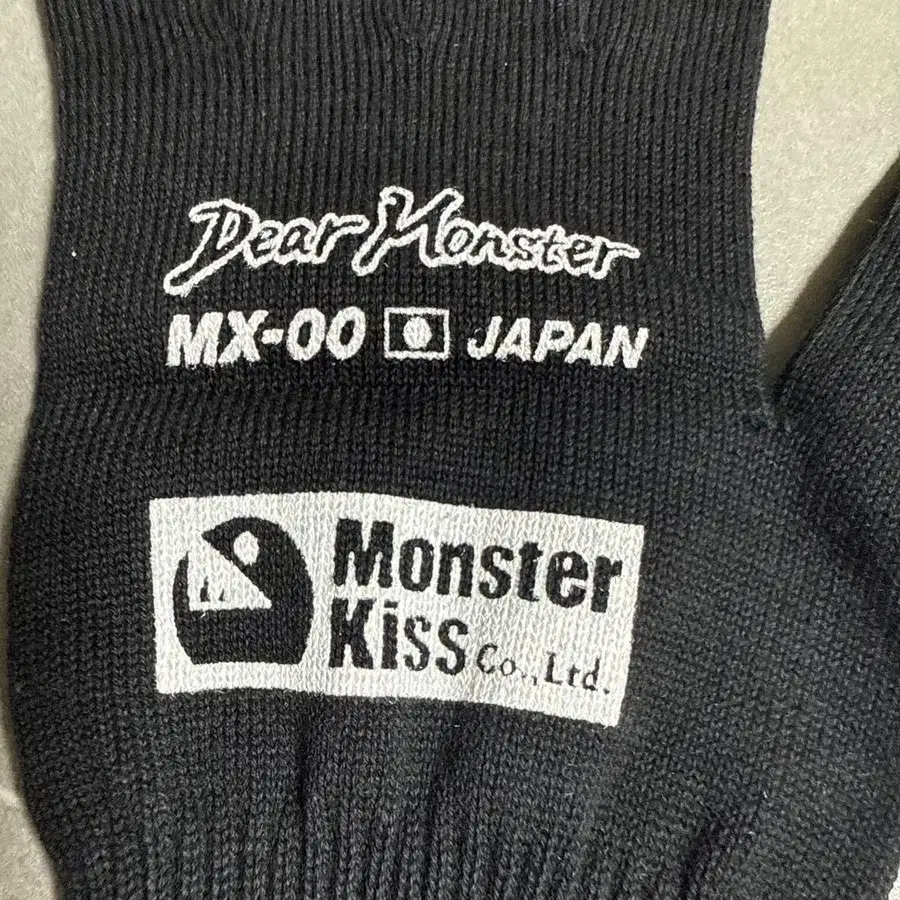 Dear Monster
MX-00 JAPAN
Monster
Kiss Co.,Ltd.